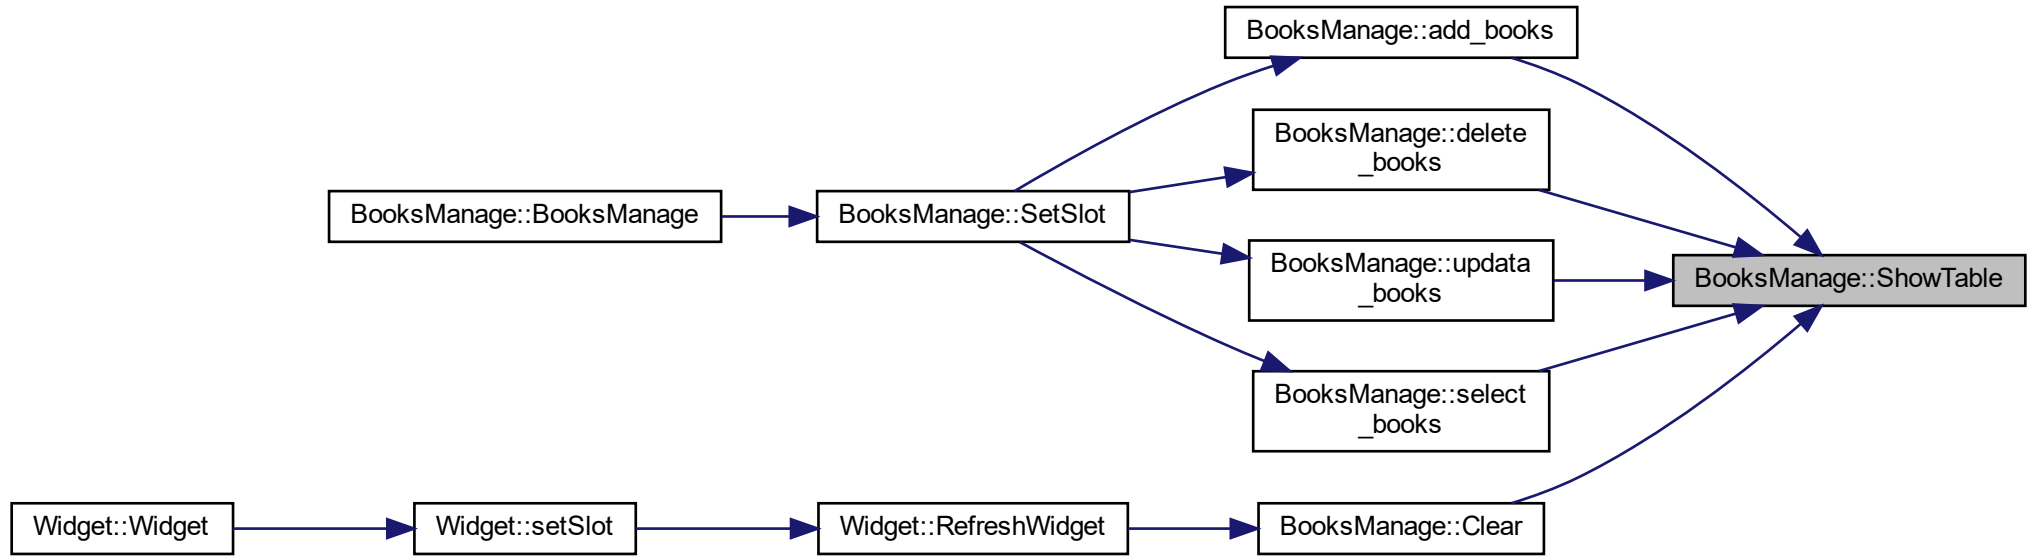 BooksManage::add_books
BooksManage::delete
_books
BooksManage::BooksManage
BooksManage::SetSlot
BooksManage::updata
_books
BooksManage::ShowTable
BooksManage::select
_books
Widget::Widget
Widget::setSlot
Widget::RefreshWidget
BooksManage::Clear